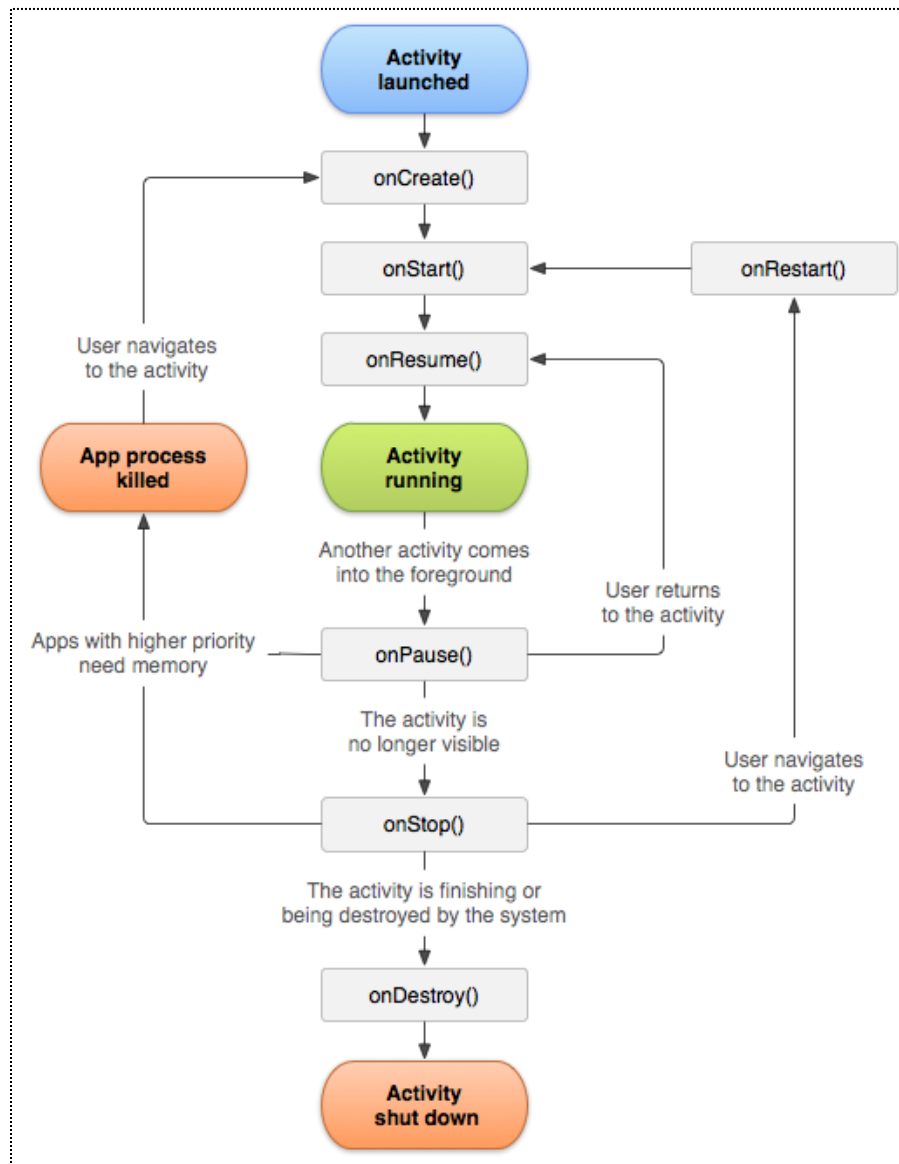 Activity
launched
onCreate()
onStart()
onRestart()
User navigates
to the activity
onResume()
App process
killed
Activity
running
Another activity comes
into the foreground
User returns
to the activity
Apps with higher priority
need memory
onPause()
The activity is
no longer visible
User navigates
to the activity
onStop()
The activity is finishing or
being destroyed by the system
onDestroy()
Activity
shut down